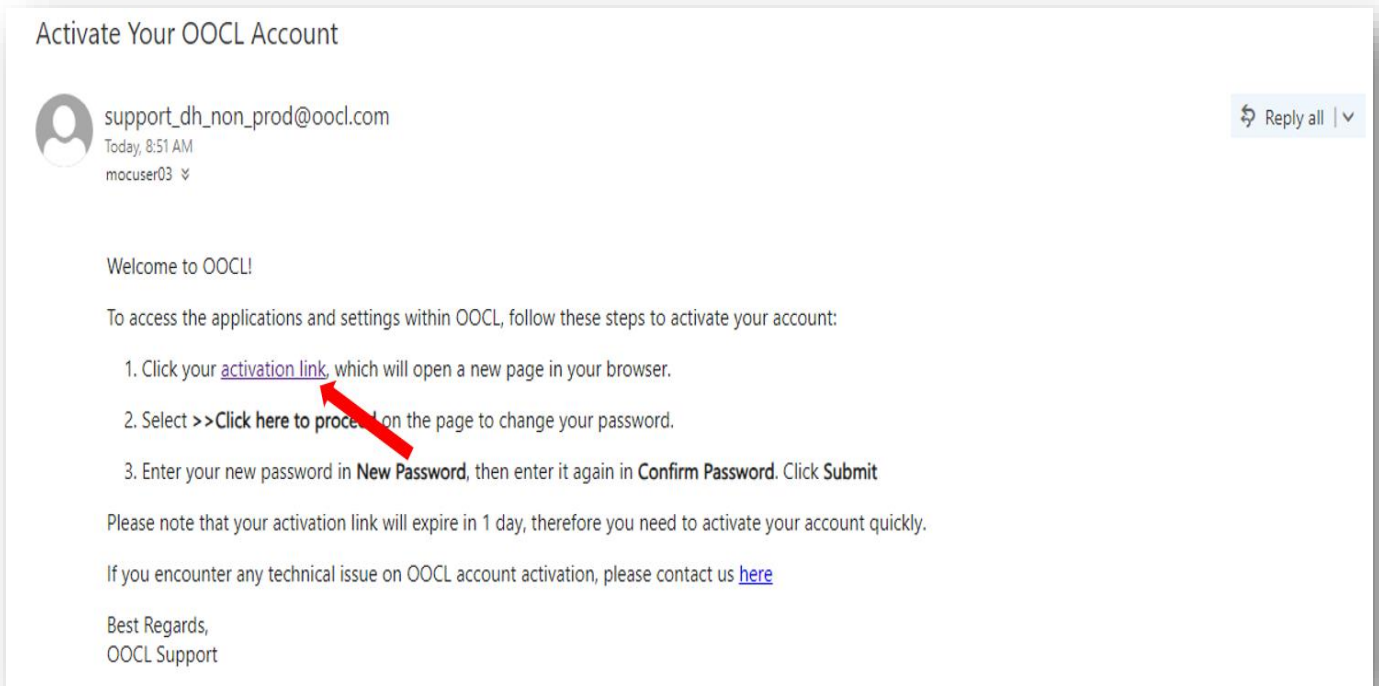 Activate Your OOCL Account
support_dh_non_prod@oocl.com
Reply all
Today, 8:51 AM
mocuser03
Welcome to OOCL!
To access the applications and settings within OOCL, follow these steps to activate your account:
1. Click your activation link, which will open a new page in your browser.
2. Select >>Click here to proceed on the page to change your password.
3. Enter your new password in New Password, then enter it again in Confirm Password. Click Submit
Please note that your activation link will expire in 1 day, therefore you need to activate your account quickly.
If you encounter any technical issue on OOCL account activation, please contact us here
Best Regards,
OOCL Support